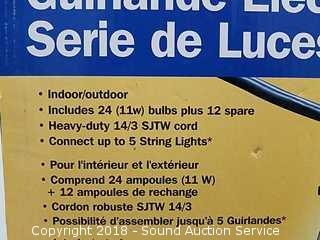 Guirlande Élec
Serie de Luces
• Indoor/outdoor
• Includes 24 (11w) bulbs plus 12 spare
• Heavy-duty 14/3 SJTW cord
• Connect up to 5 String Lights*
• Pour l'intérieur et l'extérieur
• Comprend 24 ampoules (11 W)
+ 12 ampoules de rechange
• Cordon robuste SJTW 14/3
• Possibilité d'assembler jusqu'à 5 Guirlandes*
Copyright 2018 - Sound Auction Service